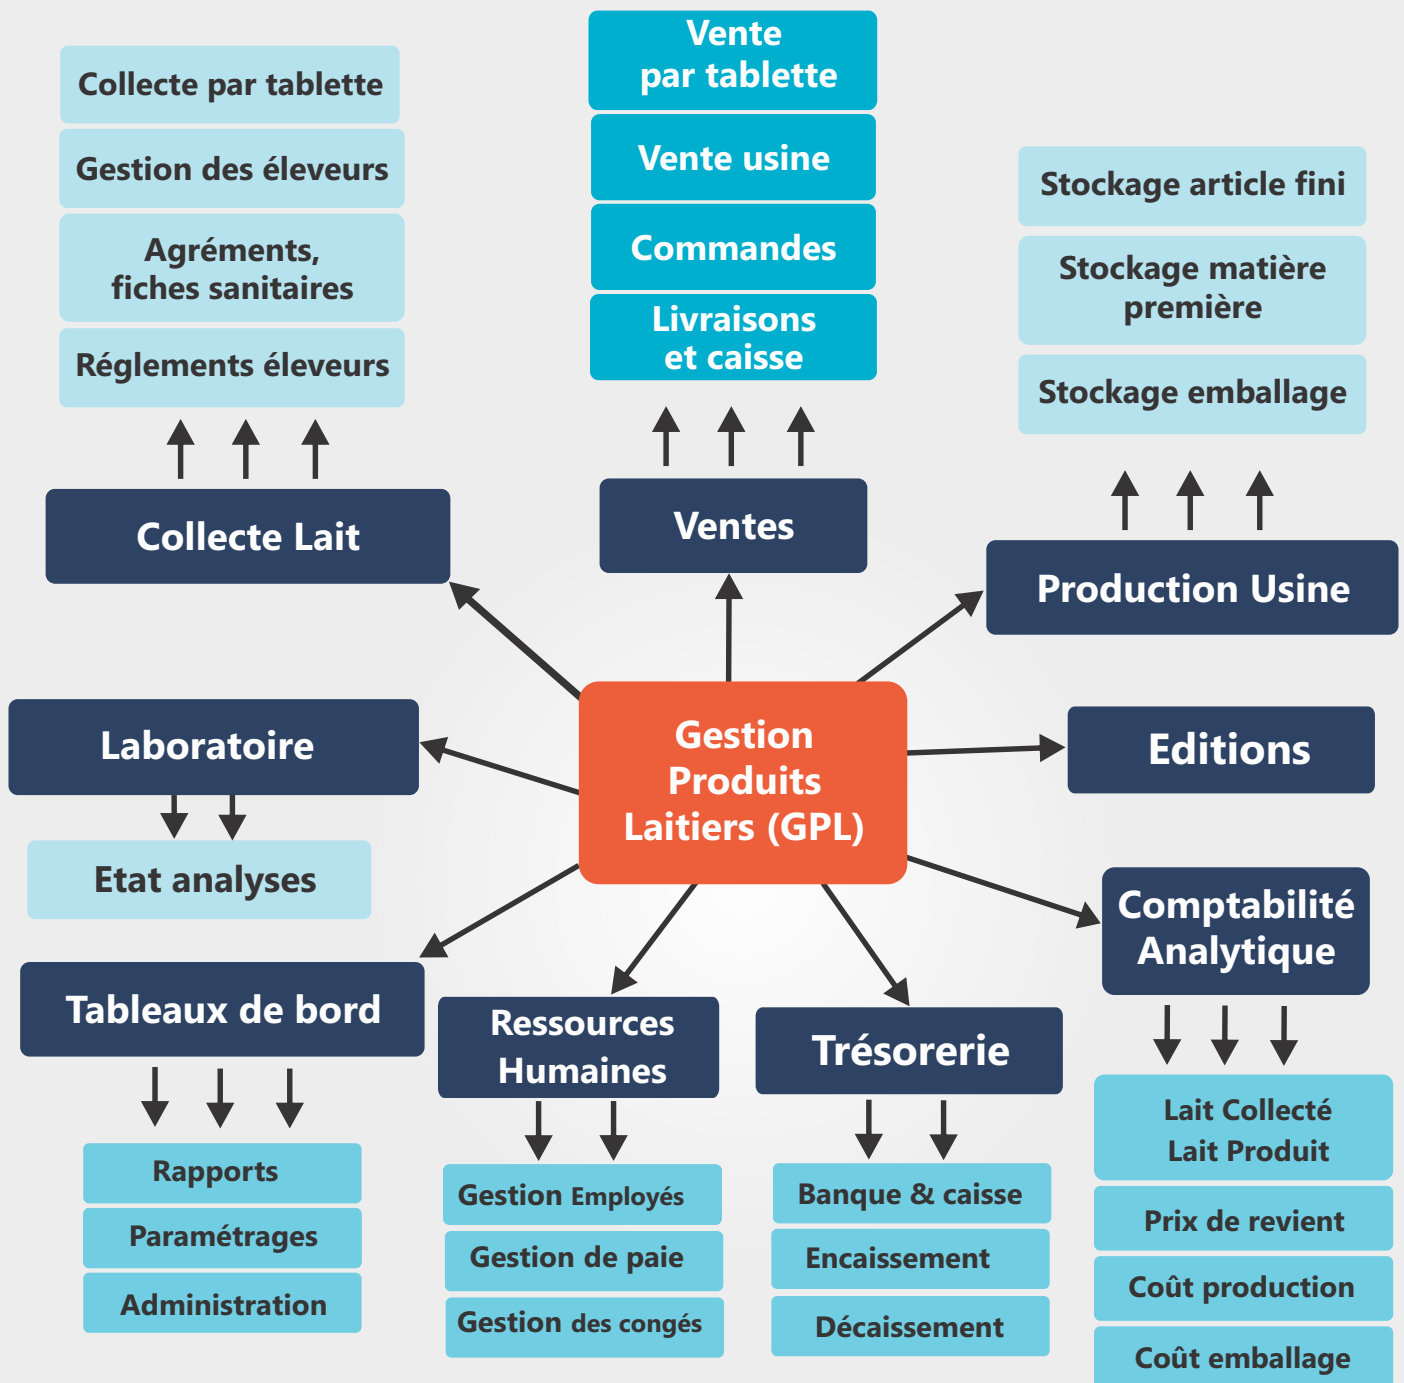 Collecte par tablette
Gestion des éleveurs
Agréments,
fiches sanitaires
Réglements éleveurs
Collecte Lait
Vente
par tablette
Vente usine
Commandes
Livraisons
et caisse
Ventes
Stockage article fini
Stockage matière
première
Stockage emballage
Production Usine
Gestion
Produits
Laitiers (GPL)
Laboratoire
Etat analyses
Editions
Tableaux de bord
Rapports
Paramétrages
Administration
Ressources
Humaines
Gestion Employés
Gestion de paie
Gestion des congés
Trésorerie
Banque & caisse
Encaissement
Décaissement
Comptabilité
Analytique
Lait Collecté
Lait Produit
Prix de revient
Coût production
Coût emballage